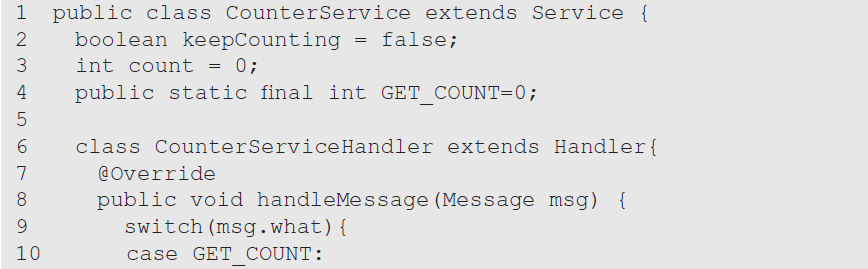 1 public class CounterService extends Service {
2 boolean keepCounting = false;
3 int count = 0;
4 public static final int GET_COUNT=0;
5
6 class CounterServiceHandler extends Handler{
7 @Override
8 public void handleMessage(Message msg) {
9 switch(msg.what){
10 case GET_COUNT: